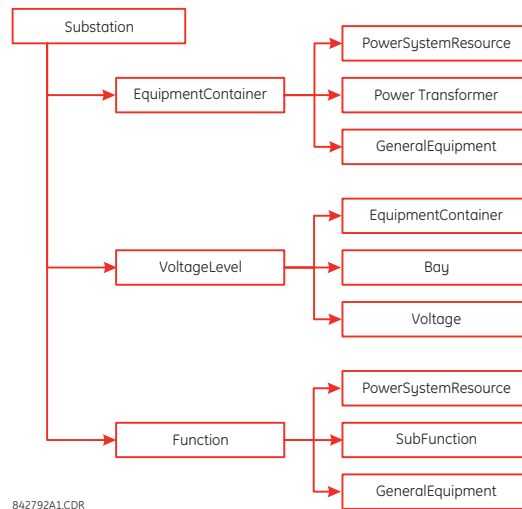 Substation
EquipmentContainer
PowerSystemResource
Power Transformer
GeneralEquipment
VoltageLevel
EquipmentContainer
Bay
Voltage
Function
PowerSystemResource
SubFunction
GeneralEquipment
842792A1.CDR